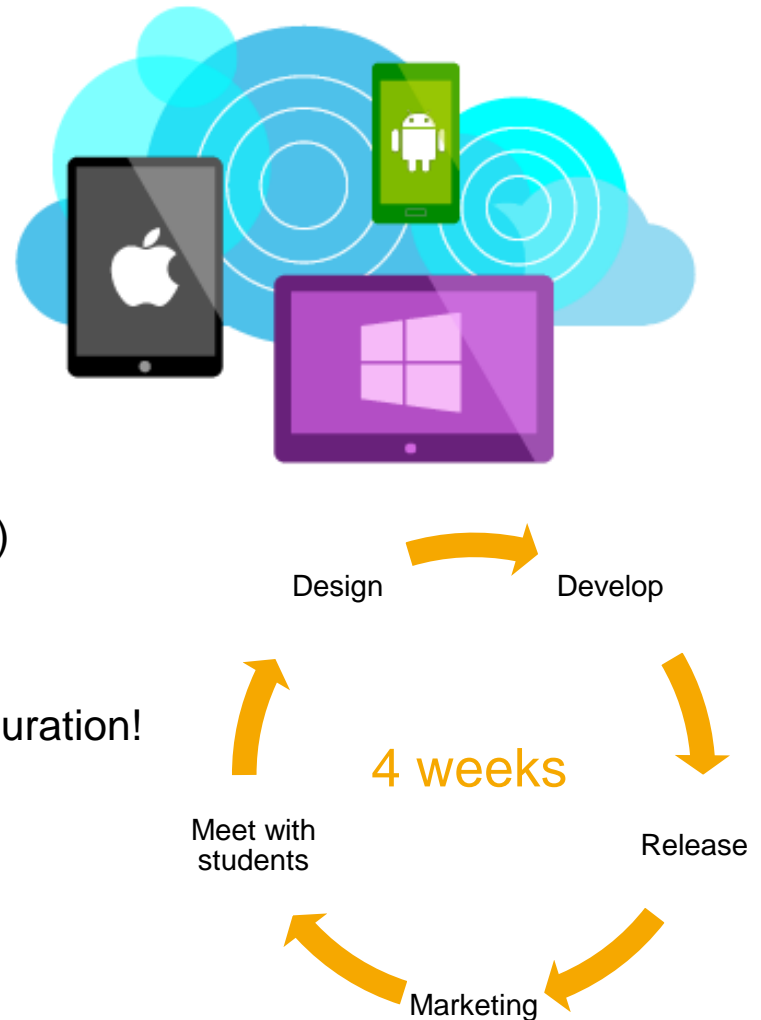 )
Design
Develop
uration!
4 weeks
Meet with
students
Release
Marketing